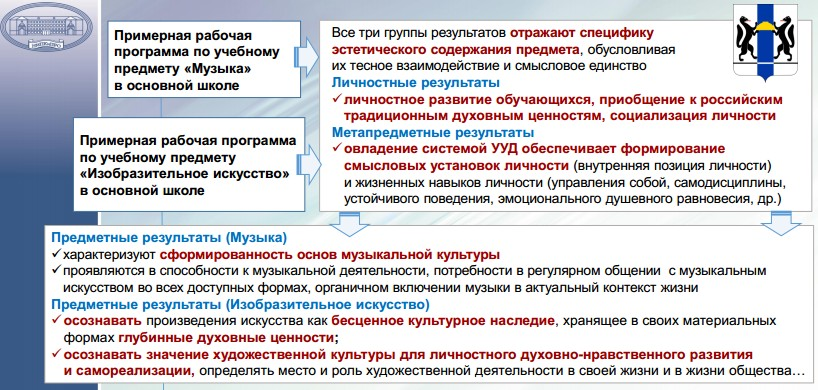 Примерная рабочая
программа по учебному
предмету «Музыка»
в основной школе
Примерная рабочая программа
по учебному предмету
«Изобразительное искусство»
в основной школе
Все три группы результатов отражают специфику
эстетического содержания предмета, обусловливая
их тесное взаимодействие и смысловое единство
Личностные результаты
✓личностное развитие обучающихся, приобщение к российским
традиционным духовным ценностям, социализация личности
Метапредметные результаты
✓овладение системой УУД обеспечивает формирование
смысловых установок личности (внутренняя позиция личности)
и жизненных навыков личности (управления собой, самодисциплины,
устойчивого поведения, эмоционального душевного равновесия, др.)
Предметные результаты (Музыка)
✓характеризуют сформированность основ музыкальной культуры
✓проявляются в способности к музыкальной деятельности, потребности в регулярном общении с музыкальным
искусством во всех доступных формах, органичном включении музыки в актуальный контекст жизни
Предметные результаты (Изобразительное искусство)
✓осознавать произведения искусства как бесценное культурное наследие, хранящее в своих материальных
формах глубинные духовные ценности;
✓осознавать значение художественной культуры для личностного духовно-нравственного развития
и самореализации, определять место и роль художественной деятельности в своей жизни и в жизни общества…